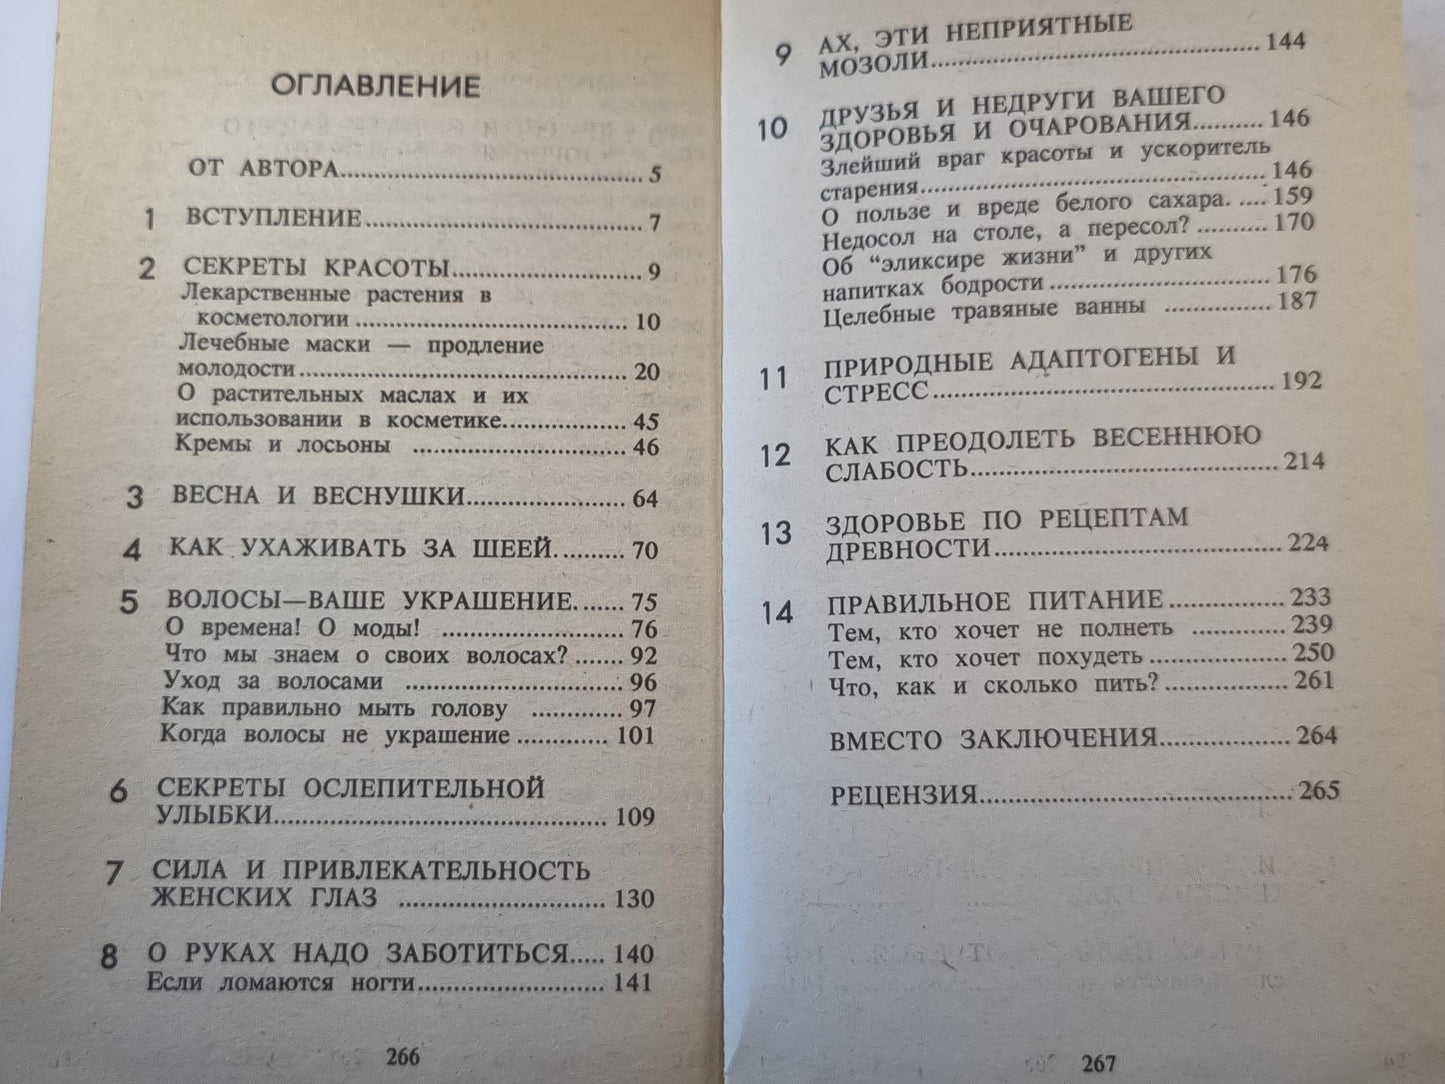 ОГЛАВЛЕНИЕ
ОТ АВТОРА.......................................... 5
1 ВСТУПЛЕНИЕ...................................... 7
2 СЕКРЕТЫ КРАСОТЫ.......................... 9
Лекарственные растения в
косметологии...................................... 10
Лечебные маски — продление
молодости............................................. 20
О растительных маслах и их
использовании в косметике.................... 45
Кремы и лосьоны ............................. 46
3 ВЕСНА И ВЕСНУШКИ...................... 64
4 КАК УХАЖИВАТЬ ЗА ШЕЕЙ.......... 70
5 ВОЛОСЫ—ВАШЕ УКРАШЕНИЕ....... 75
О времена! О моды! ......................... 76
Что мы знаем о своих волосах?....... 92
Уход за волосами .............................. 96
Как правильно мыть голову ............. 97
Когда волосы не украшение............. 101
6 СЕКРЕТЫ ОСЛЕПИТЕЛЬНОЙ
УЛЫБКИ.............................................. 109
7 СИЛА И ПРИВЛЕКАТЕЛЬНОСТЬ
ЖЕНСКИХ ГЛАЗ ............................. 130
8 О РУКАХ НАДО ЗАБОТИТЬСЯ..... 140
Если ломаются ногти.......................... 141
266
9 АХ, ЭТИ НЕПРИЯТНЫЕ
МОЗОЛИ.............................................. 144
10 ДРУЗЬЯ И НЕДРУГИ ВАШЕГО
ЗДОРОВЬЯ И ОЧАРОВАНИЯ.......... 146
Злейший враг красоты и ускоритель
старения................................................ 146
О пользе и вреде белого сахара. .... 159
Недосол на столе, а пересол?.......... 170
Об “эликсире жизни” и других
напитках бодрости............................... 176
Целебные травяные ванны ............... 187
11 ПРИРОДНЫЕ АДАПТОГЕНЫ И
СТРЕСС................................................. 192
12 КАК ПРЕОДОЛЕТЬ ВЕСЕННЮЮ
СЛАБОСТЬ........................................... 214
13 ЗДОРОВЬЕ ПО РЕЦЕПТАМ
ДРЕВНОСТИ........................................ 224
14 ПРАВИЛЬНОЕ ПИТАНИЕ................ 233
Тем, кто хочет не полнеть ............. 239
Тем, кто хочет похудеть................... 250
Что, как и сколько пить?................. 261
ВМЕСТО ЗАКЛЮЧЕНИЯ.................. 264
РЕЦЕНЗИЯ........................................... 265
267